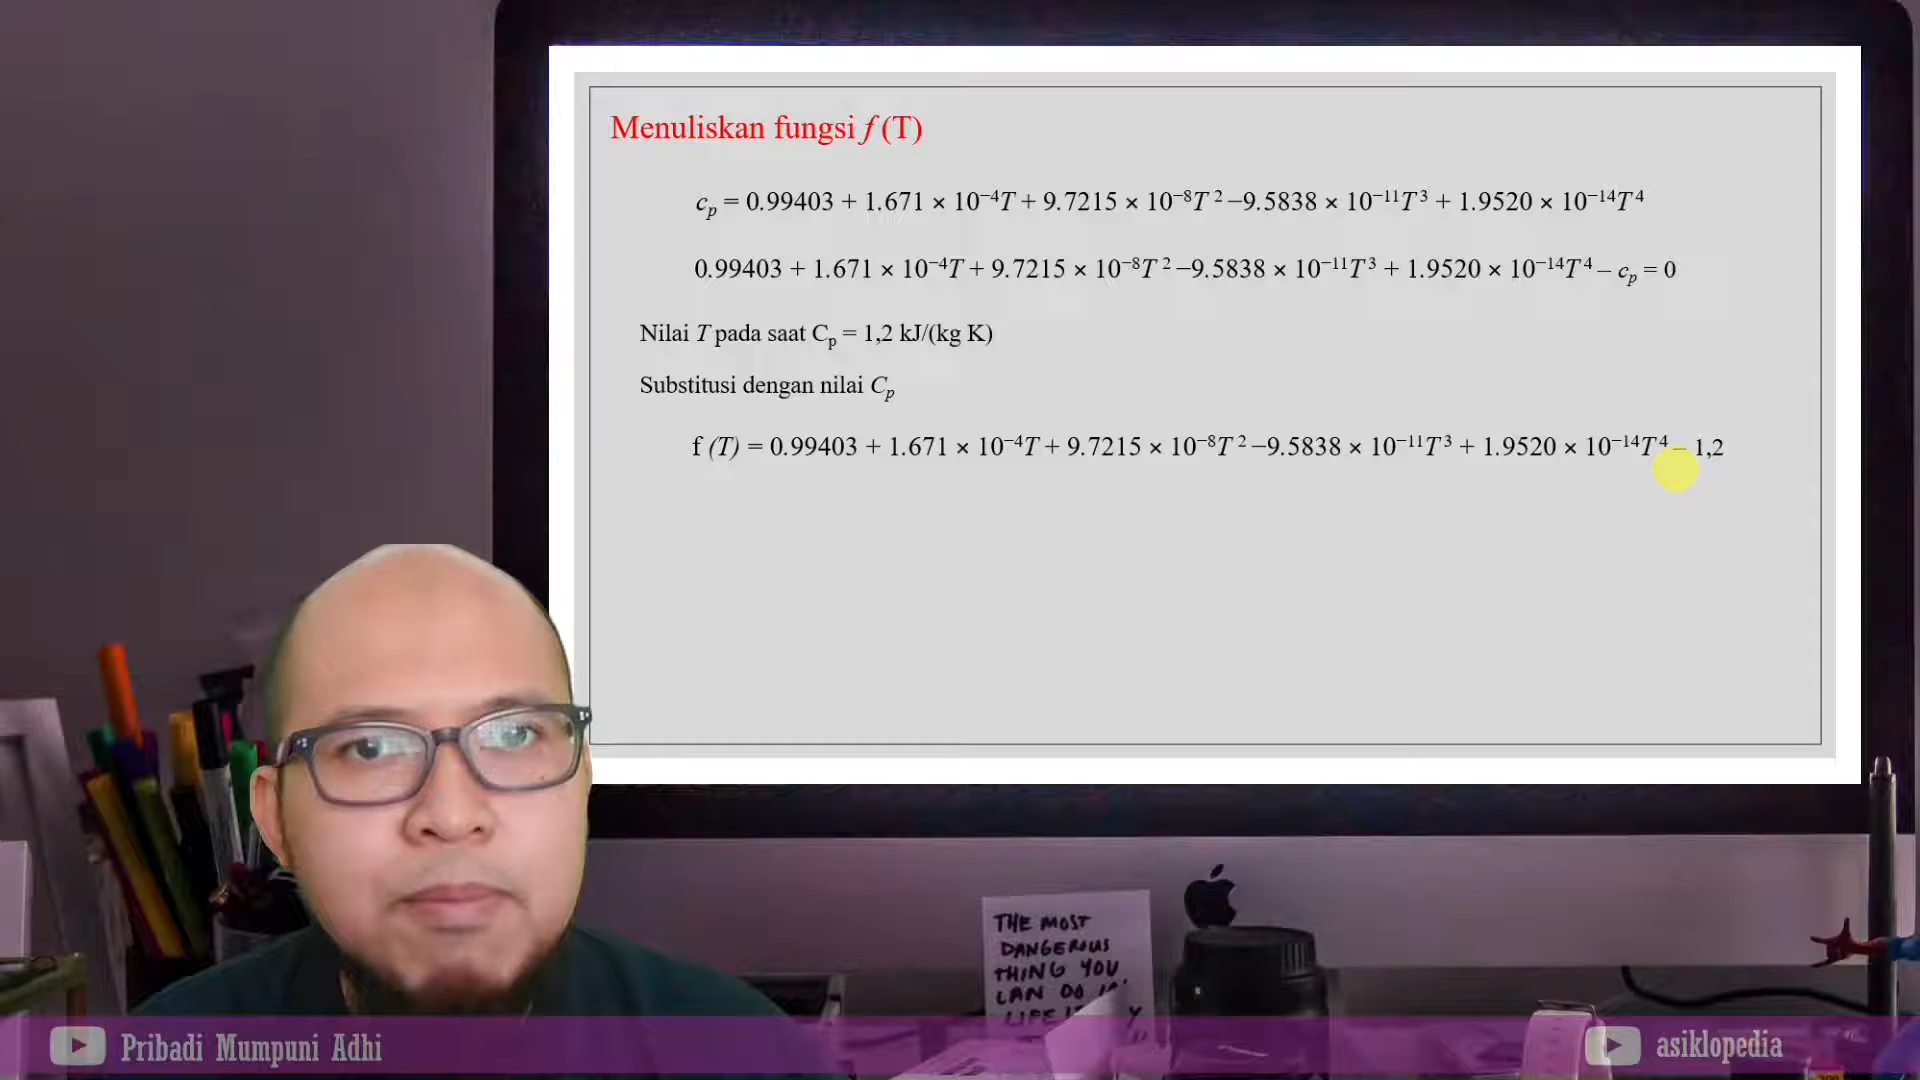 Menuliskan fungsi f (T)
cₚ = 0.99403 + 1.671 × 10⁻⁴T + 9.7215 × 10⁻⁸T² −9.5838 × 10⁻¹¹T³ + 1.9520 × 10⁻¹⁴T⁴
0.99403 + 1.671 × 10⁻⁴T + 9.7215 × 10⁻⁸T² −9.5838 × 10⁻¹¹T³ + 1.9520 × 10⁻¹⁴T⁴ – cₚ = 0
Nilai T pada saat Cₚ = 1,2 kJ/(kg K)
Substitusi dengan nilai Cₚ
f (T) = 0.99403 + 1.671 × 10⁻⁴T + 9.7215 × 10⁻⁸T² −9.5838 × 10⁻¹¹T³ + 1.9520 × 10⁻¹⁴T⁴ – 1,2
THE MOST
DANGEROUS
THING YOU
CAN DO
LIFE
Pribadi Mumpuni Adhi
asiklopedia